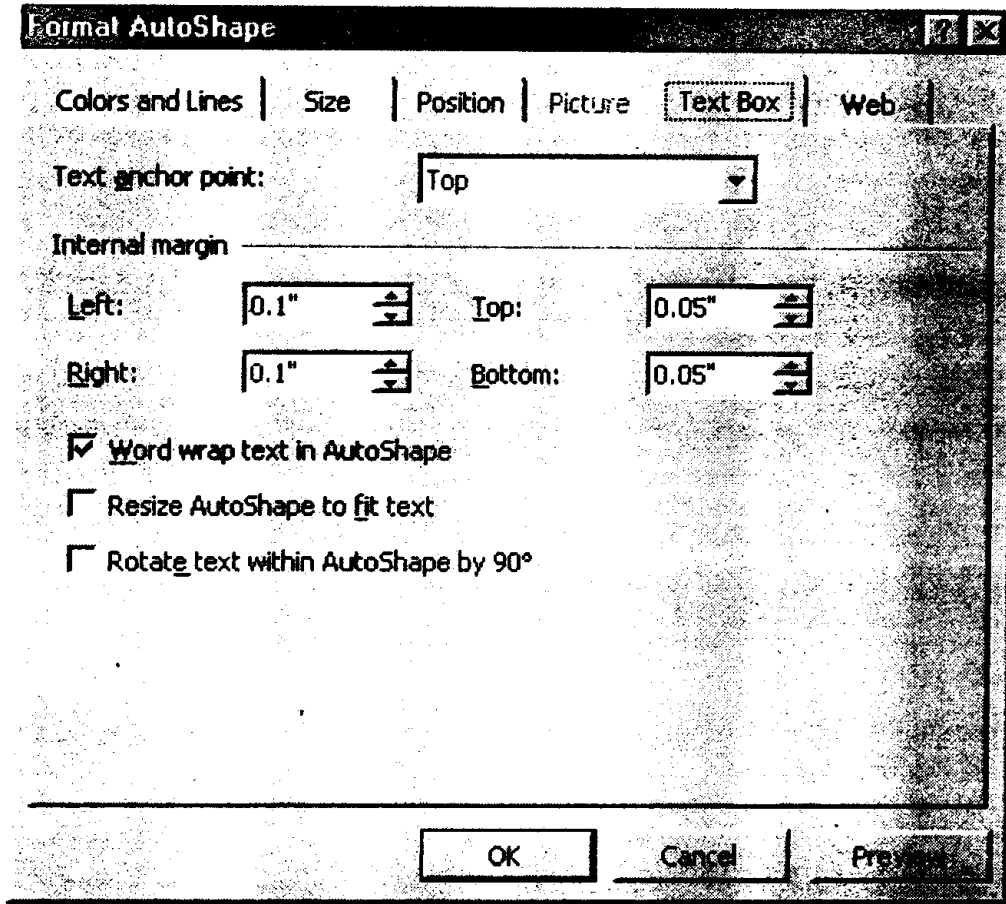 Format AutoShape
Colors and Lines Size Position Picture Text Box Web
Text anchor point: Top
Internal margin
Left: 0.1" Top: 0.05"
Right: 0.1" Bottom: 0.05"
Word wrap text in AutoShape
Resize AutoShape to fit text
Rotate text within AutoShape by 90°
OK Cancel